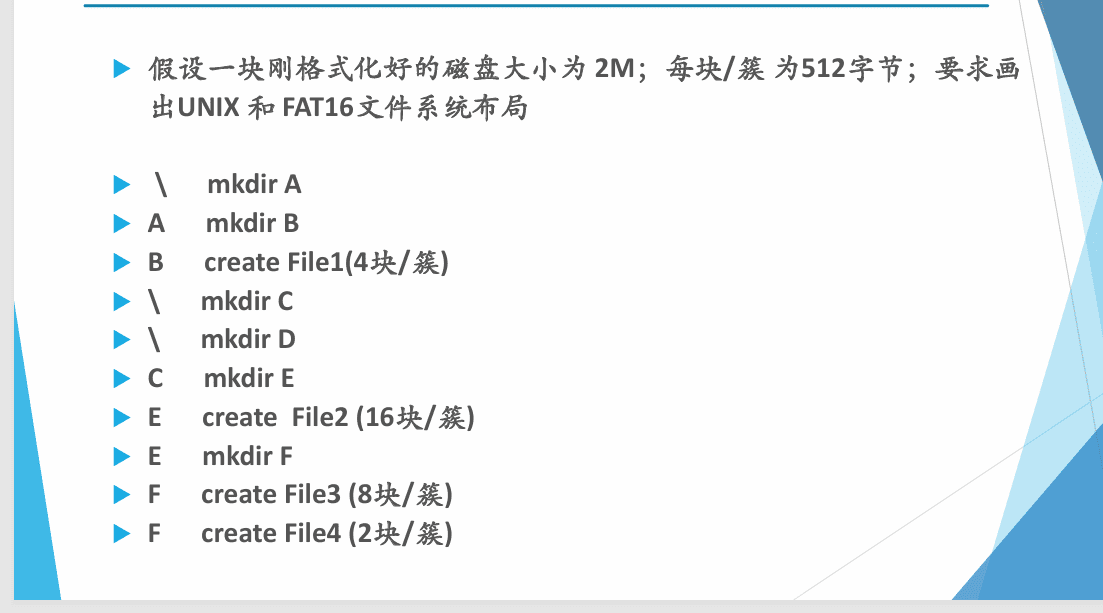 假设一块刚格式化好的磁盘大小为 2M；每块/簇 为512字节；要求画
出UNIX 和 FAT16文件系统布局
\ mkdir A
A mkdir B
B create File1(4块/簇)
\ mkdir C
\ mkdir D
C mkdir E
E create File2 (16块/簇)
E mkdir F
F create File3 (8块/簇)
F create File4 (2块/簇)